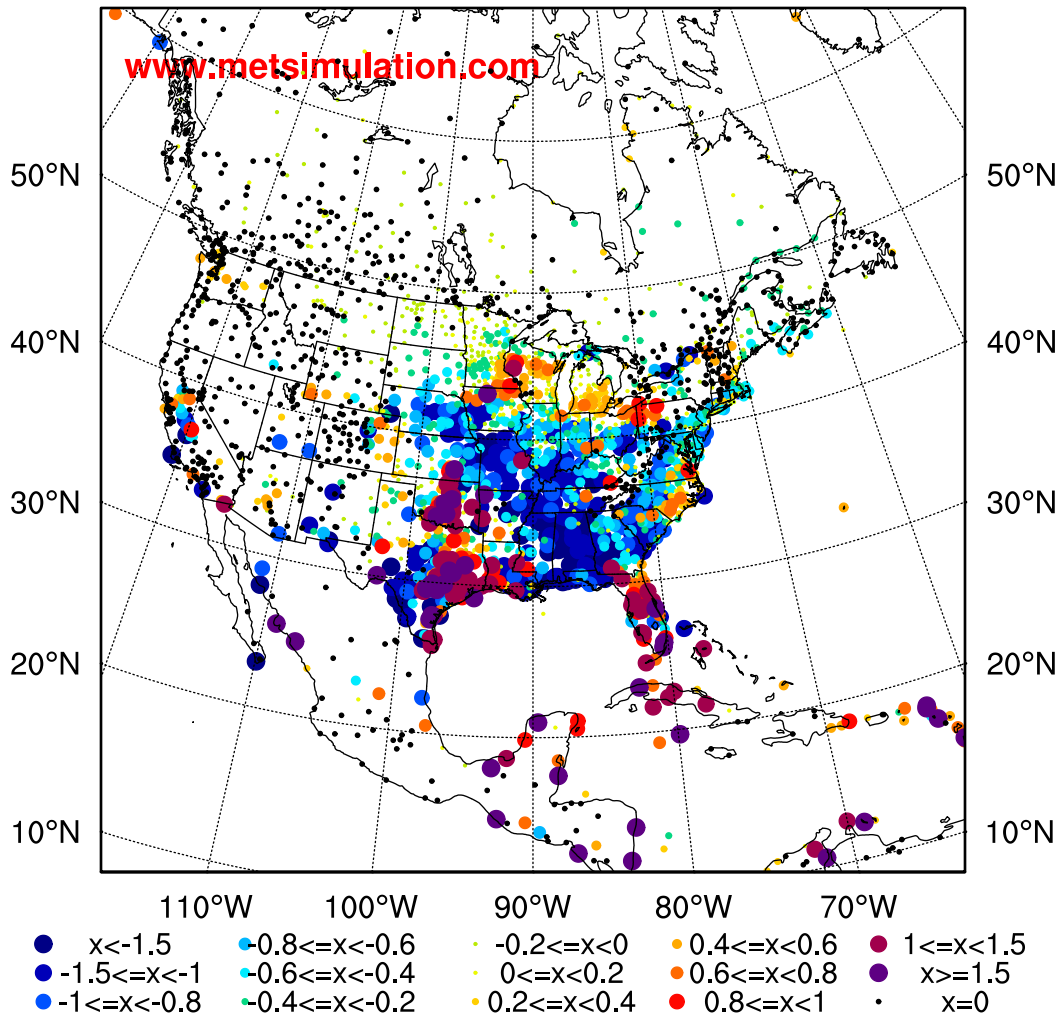 www.metsimulation.com
50°N 50°N
40°N 40°N
30°N 30°N
20°N 20°N
10°N 10°N
110°W 100°W 90°W 80°W 70°W
x<-1.5 -0.8<=x<-0.6 -0.2<=x<0 0.4<=x<0.6 1<=x<1.5
-1.5<=x<-1 -0.6<=x<-0.4 0<=x<0.2 0.6<=x<0.8 x>=1.5
-1<=x<-0.8 -0.4<=x<-0.2 0.2<=x<0.4 0.8<=x<1 x=0